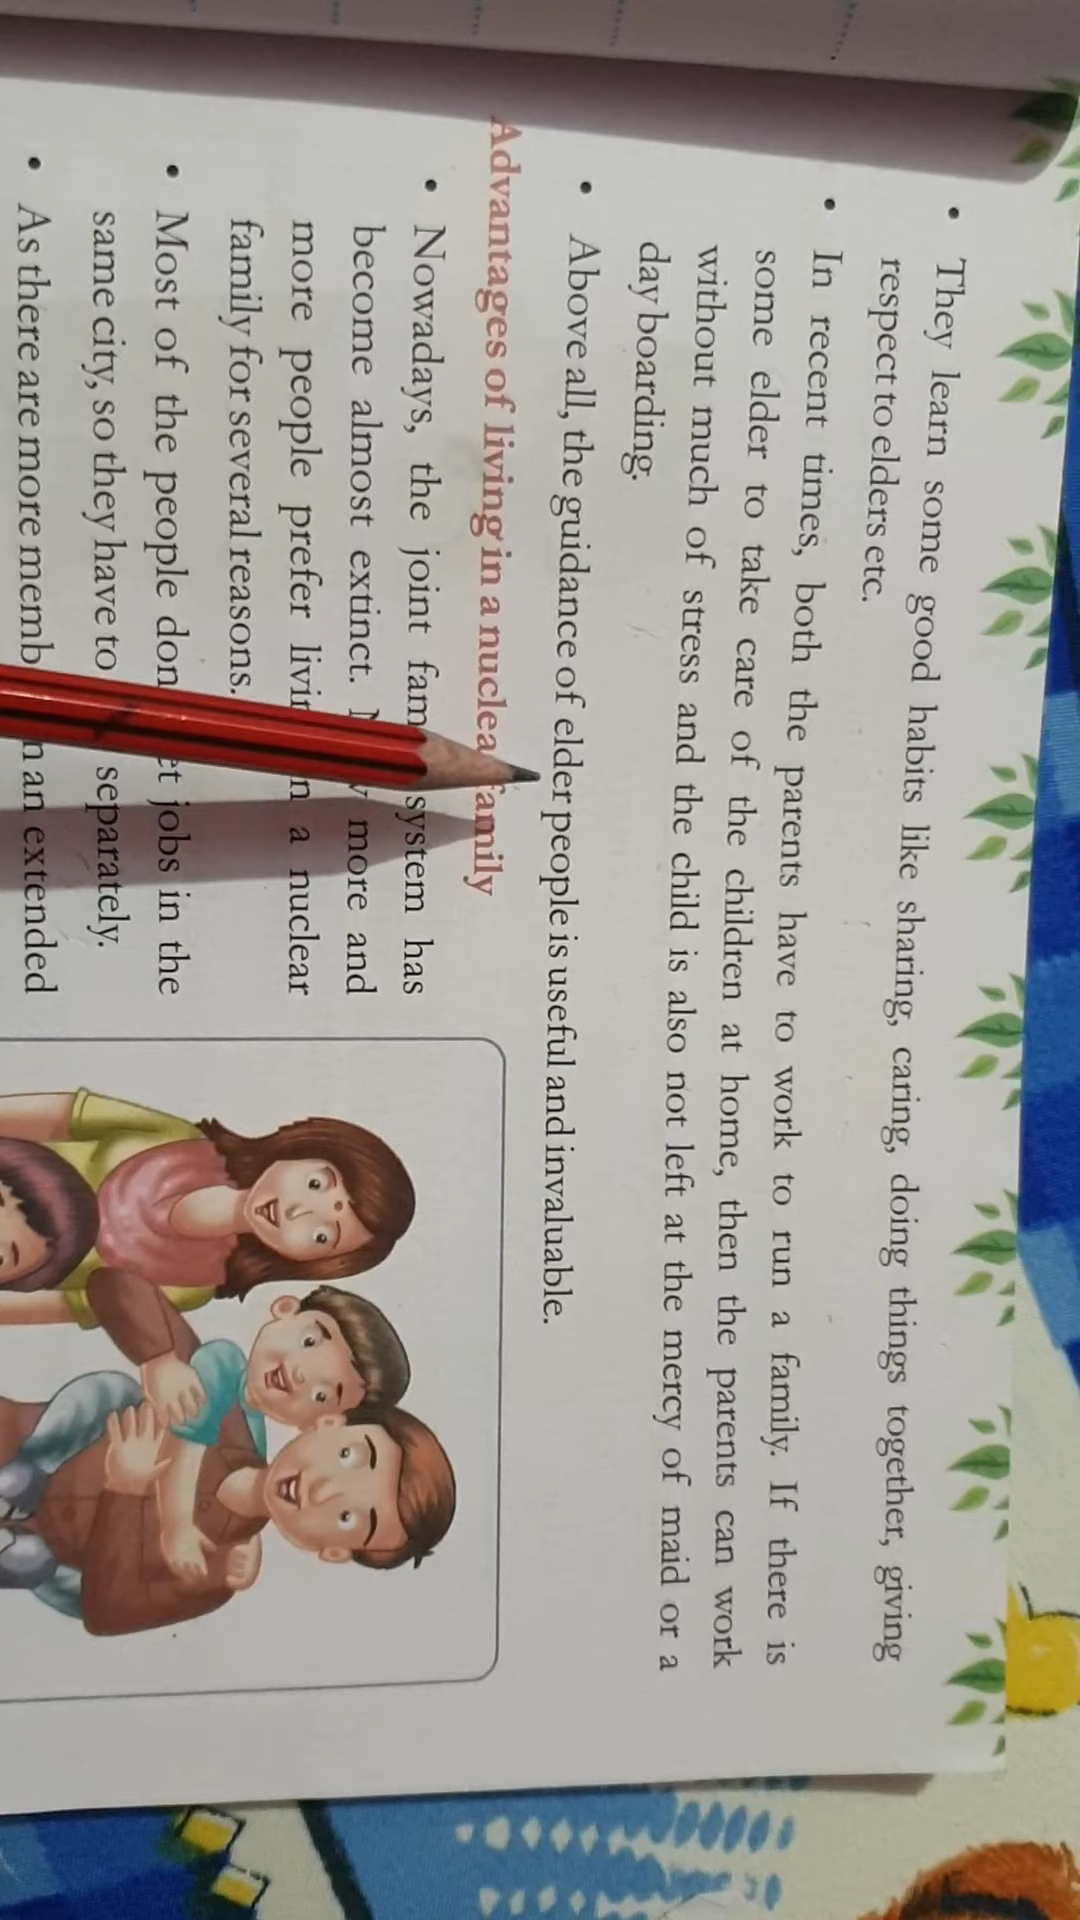 • They learn some good habits like sharing, caring, doing things together, giving
respect to elders etc.
• In recent times, both the parents have to work to run a family. If there is
some elder to take care of the children at home, then the parents can work
without much of stress and the child is also not left at the mercy of maid or a
day boarding.
• Above all, the guidance of elder people is useful and invaluable.
Advantages of living in a nuclear family
• Nowadays, the joint system has
become almost extinct. more and
more people prefer a nuclear
family for several reasons.
• Most of the people jobs in the
same city, so they have to separately.
• As there are more an extended